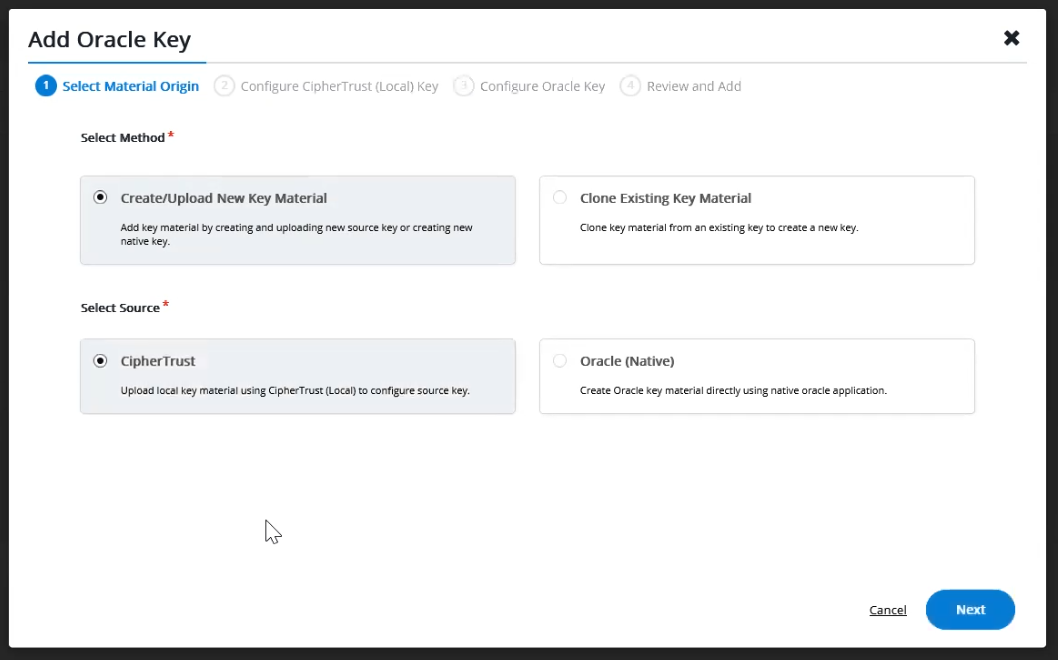 Add Oracle Key
1 Select Material Origin 2 Configure CipherTrust (Local) Key 3 Configure Oracle Key 4 Review and Add
Select Method *
Create/Upload New Key Material
Add key material by creating and uploading new source key or creating new
native key.
Clone Existing Key Material
Clone key material from an existing key to create a new key.
Select Source *
CipherTrust
Upload local key material using CipherTrust (Local) to configure source key.
Oracle (Native)
Create Oracle key material directly using native oracle application.
Cancel
Next